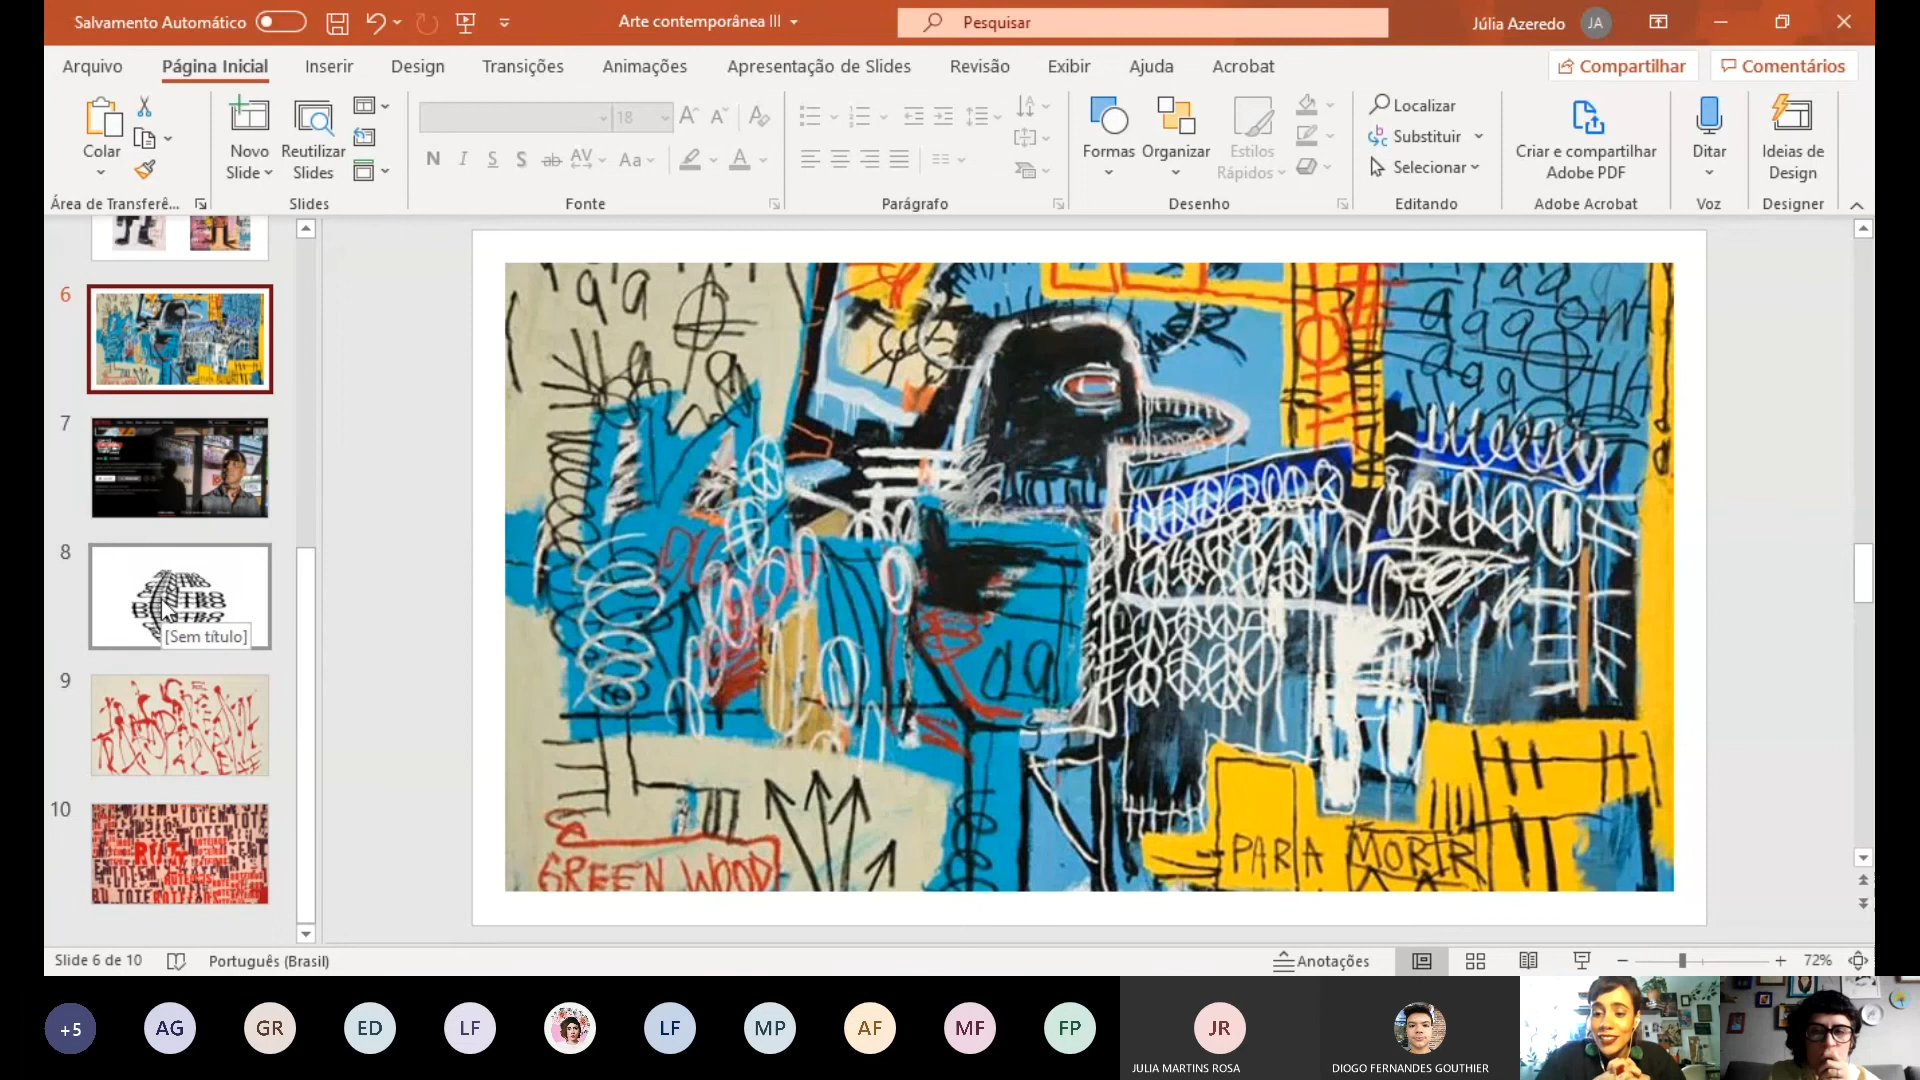 Salvamento Automático
Arte contemporânea III
Pesquisar
Júlia Azeredo
JA
Arquivo
Página Inicial
Inserir
Design
Transições
Animações
Apresentação de Slides
Revisão
Exibir
Ajuda
Acrobat
Compartilhar
Comentários
Colar
Novo
Slide
Reutilizar
Slides
18
N I S S ab AV Aa A
Formas
Organizar
Estilos
Rápidos
Localizar
Substituir
Selecionar
Criar e compartilhar
Adobe PDF
Ditar
Ideias de
Design
Área de Transferê...
Slides
Fonte
Parágrafo
Desenho
Editando
Adobe Acrobat
Voz
Designer
6
7
8
[Sem título]
9
10
GREEN WOOD
PARA MORIR
Slide 6 de 10
Português (Brasil)
Anotações
72%
+5
AG
GR
ED
LF
LF
MP
AF
MF
FP
JR
JULIA MARTINS ROSA
DIOGO FERNANDES GOUTHIER